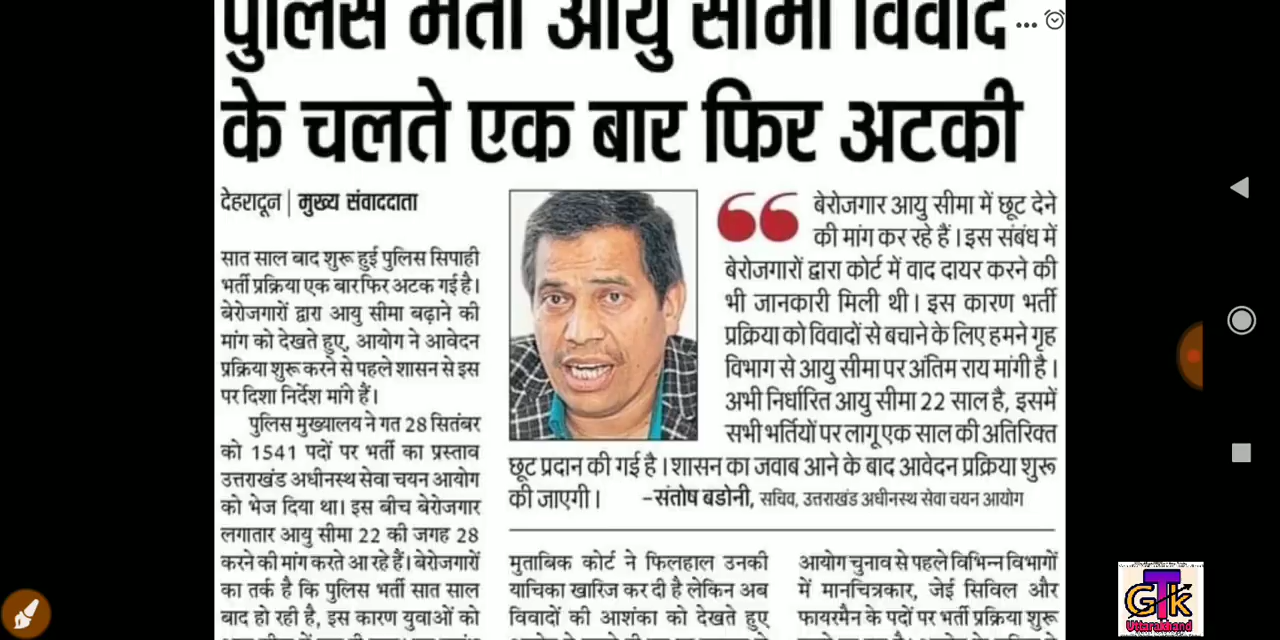 पुलिस भर्ती आयु सीमा विवाद
के चलते एक बार फिर अटकी
देहरादून | मुख्य संवाददाता
सात साल बाद शुरू हुई पुलिस सिपाही
भर्ती प्रक्रिया एक बार फिर अटक गई है।
बेरोजगारों द्वारा आयु सीमा बढ़ाने की
मांग को देखते हुए, आयोग ने आवेदन
प्रक्रिया शुरू करने से पहले शासन से इस
पर दिशा निर्देश मांगे हैं।
पुलिस मुख्यालय ने गत 28 सितंबर
को 1541 पदों पर भर्ती का प्रस्ताव
उत्तराखंड अधीनस्थ सेवा चयन आयोग
को भेज दिया था। इस बीच बेरोजगार
लगातार आयु सीमा 22 की जगह 28
करने की मांग करते आ रहे हैं। बेरोजगारों
का तर्क है कि पुलिस भर्ती सात साल
बाद हो रही है, इस कारण युवाओं को
बेरोजगार आयु सीमा में छूट देने
की मांग कर रहे हैं। इस संबंध में
बेरोजगारों द्वारा कोर्ट में वाद दायर करने की
भी जानकारी मिली थी। इस कारण भर्ती
प्रक्रिया को विवादों से बचाने के लिए हमने गृह
विभाग से आयु सीमा पर अंतिम राय मांगी है।
अभी निर्धारित आयु सीमा 22 साल है, इसमें
सभी भर्तियों पर लागू एक साल की अतिरिक्त
छूट प्रदान की गई है। शासन का जवाब आने के बाद आवेदन प्रक्रिया शुरू
की जाएगी। –संतोष बडोनी, सचिव, उत्तराखंड अधीनस्थ सेवा चयन आयोग
मुताबिक कोर्ट ने फिलहाल उनकी
याचिका खारिज कर दी है लेकिन अब
विवादों की आशंका को देखते हुए
आयोग चुनाव से पहले विभिन्न विभागों
में मानचित्रकार, जेई सिविल और
फायरमैन के पदों पर भर्ती प्रक्रिया शुरू
GTK
Uttarakhand